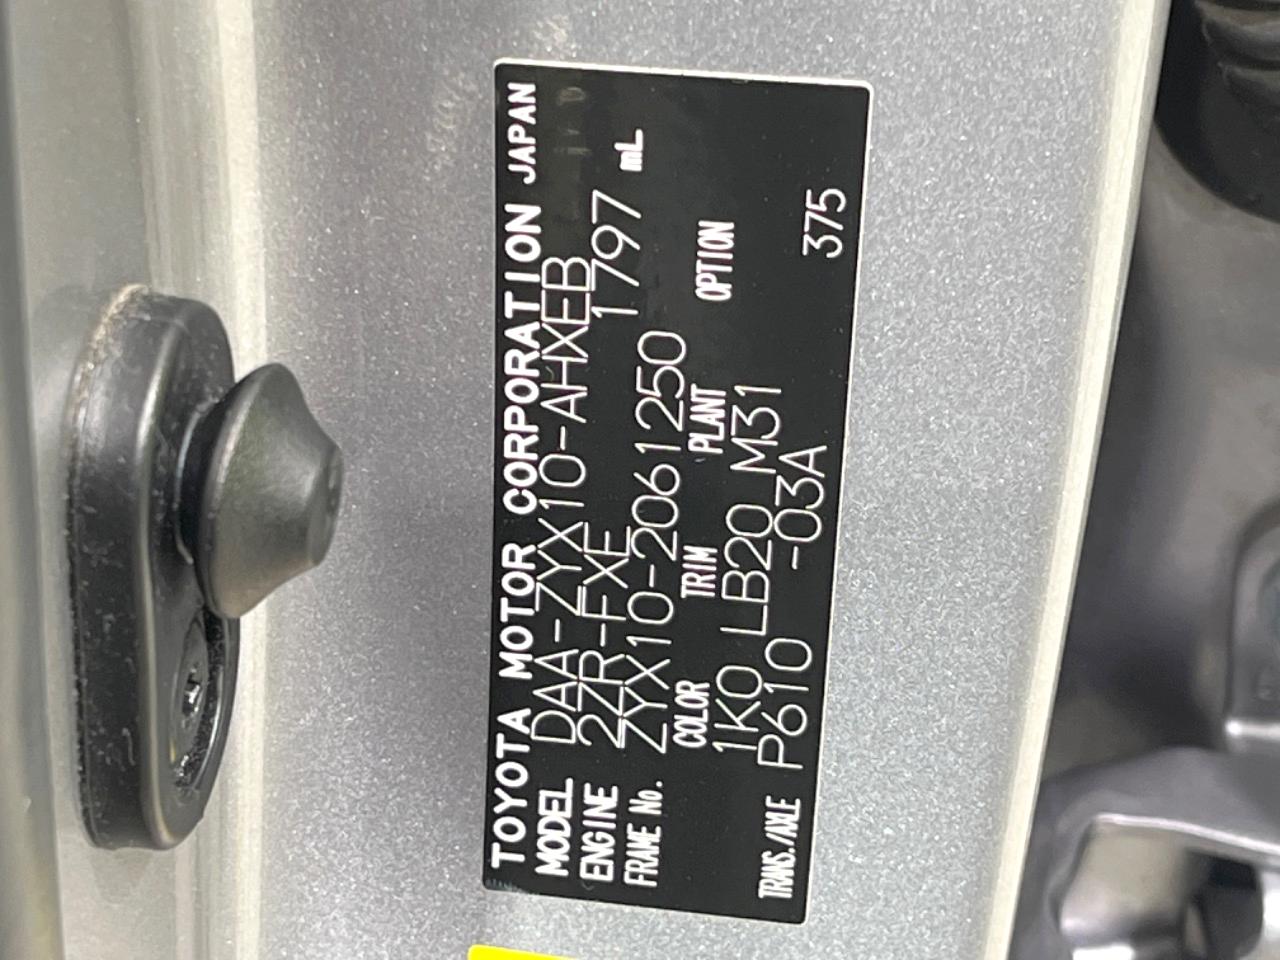 TOYOTA MOTOR CORPORATION JAPAN
MODEL DAA-ZYX10-AHXEB
ENGINE 2ZR-FXE 1797 mL
FRAME No. ZYX10-2061250
COLOR TRIM PLANT OPTION
1K0 LB20 M31
TRANS./AXLE P610 -03A 375